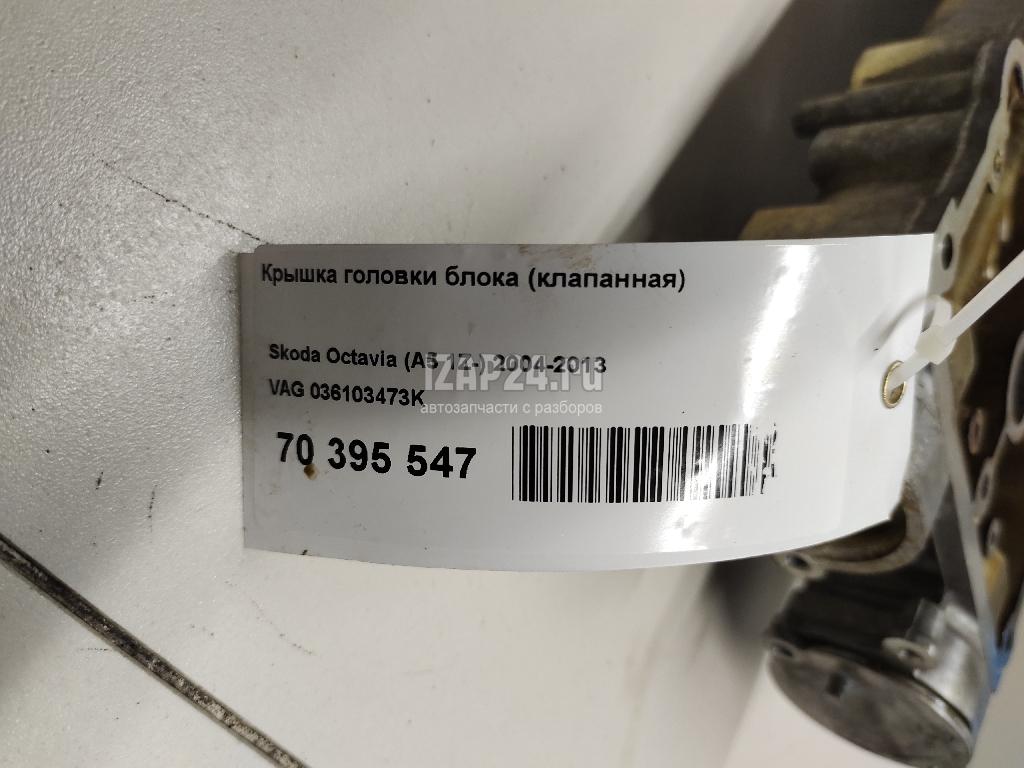 Крышка головки блока (клапанная)
Skoda Octavia (A5 1Z-) 2004-2013
IZAP24.ru
VAG 036103473K
автозапчасти с разборов
70 395 547